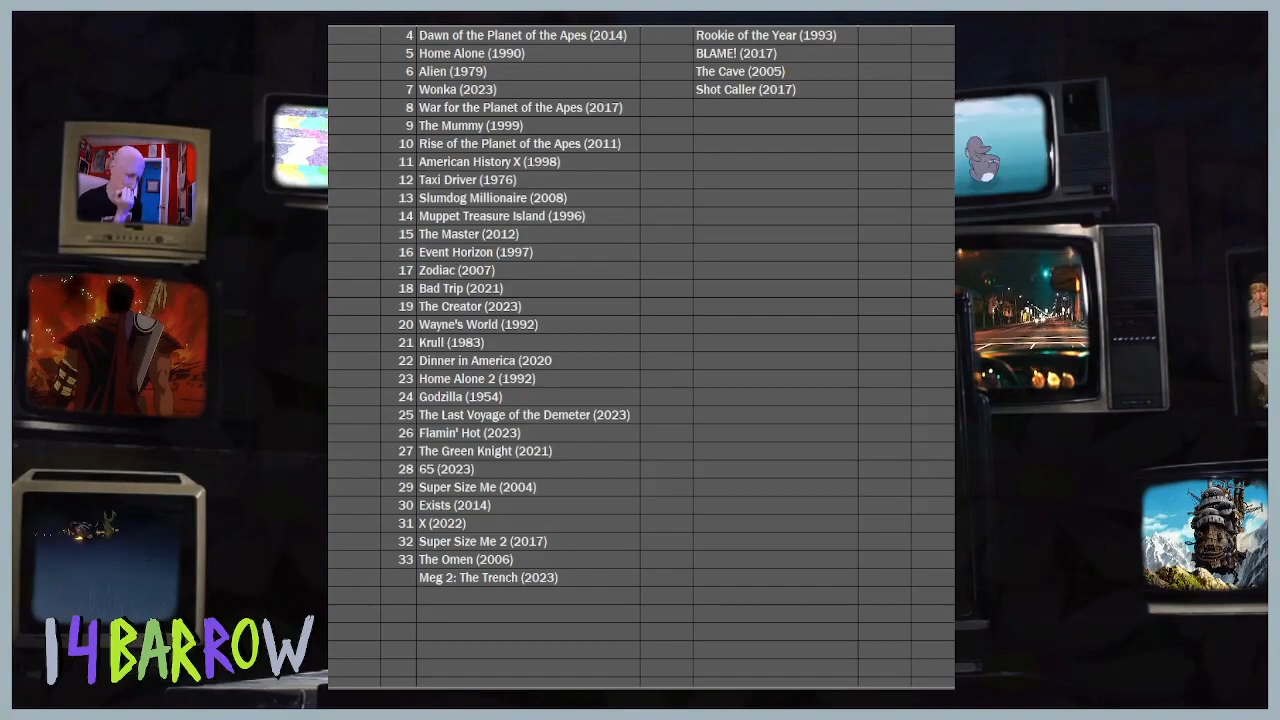 4 Dawn of the Planet of the Apes (2014) Rookie of the Year (1993)
5 Home Alone (1990) BLAME! (2017)
6 Alien (1979) The Cave (2005)
7 Wonka (2023) Shot Caller (2017)
8 War for the Planet of the Apes (2017)
9 The Mummy (1999)
10 Rise of the Planet of the Apes (2011)
11 American History X (1998)
12 Taxi Driver (1976)
13 Slumdog Millionaire (2008)
14 Muppet Treasure Island (1996)
15 The Master (2012)
16 Event Horizon (1997)
17 Zodiac (2007)
18 Bad Trip (2021)
19 The Creator (2023)
20 Wayne's World (1992)
21 Krull (1983)
22 Dinner in America (2020
23 Home Alone 2 (1992)
24 Godzilla (1954)
25 The Last Voyage of the Demeter (2023)
26 Flamin' Hot (2023)
27 The Green Knight (2021)
28 65 (2023)
29 Super Size Me (2004)
30 Exists (2014)
31 X (2022)
32 Super Size Me 2 (2017)
33 The Omen (2006)
Meg 2: The Trench (2023)
14BARROW